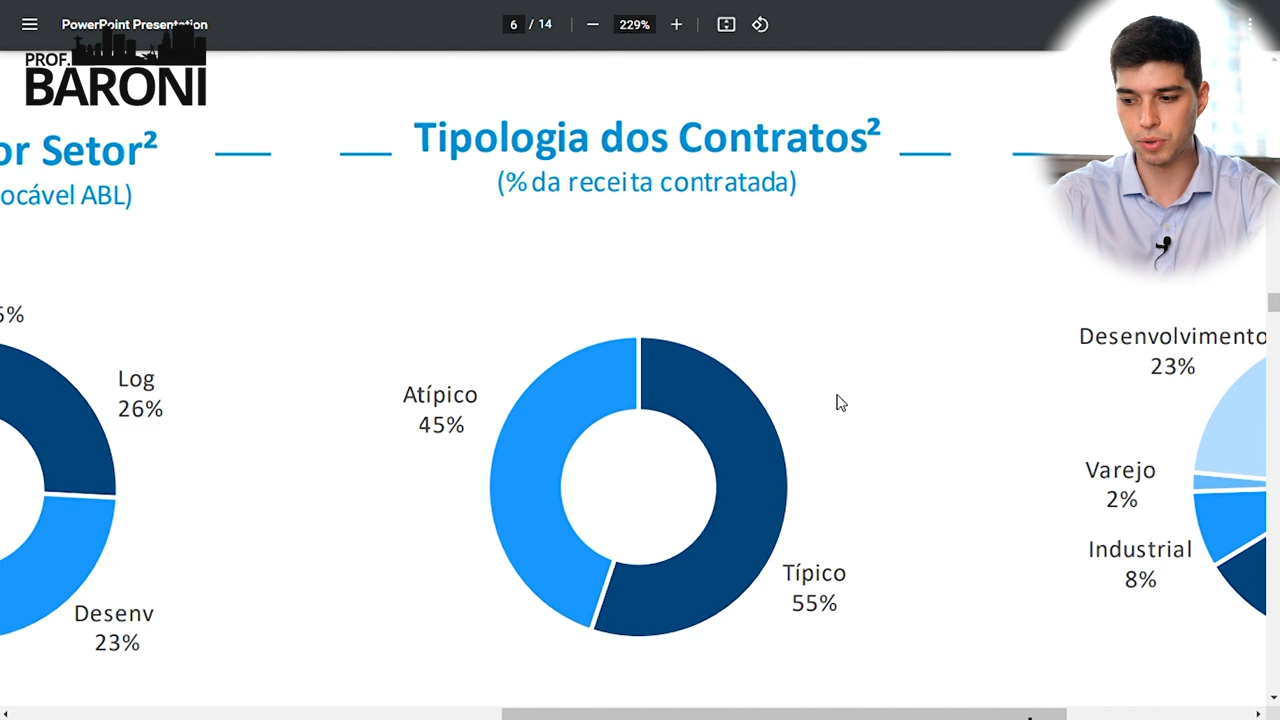 PowerPoint Presentation
6 / 14
229%
PROF.
BARONI
or Setor²
ocável ABL)
5%
Log
26%
Desenv
23%
Tipologia dos Contratos²
(% da receita contratada)
Atípico
45%
Típico
55%
Desenvolvimento
23%
Varejo
2%
Industrial
8%